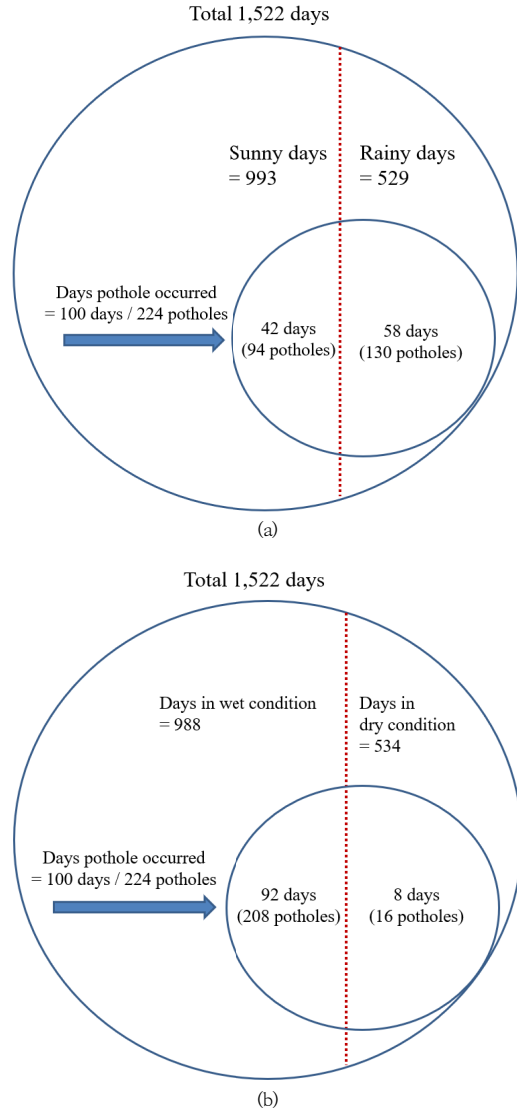 Total 1,522 days
Sunny days
= 993
Rainy days
= 529
Days pothole occurred
= 100 days / 224 potholes
42 days
(94 potholes)
58 days
(130 potholes)
(a)
Total 1,522 days
Days in wet condition
= 988
Days in
dry condition
= 534
Days pothole occurred
= 100 days / 224 potholes
92 days
(208 potholes)
8 days
(16 potholes)
(b)